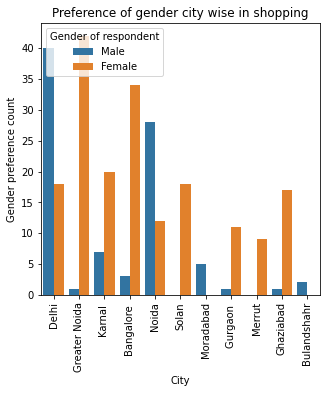 Preference of gender city wise in shopping
Gender of respondent
Male
Female
Gender preference count
40
35
30
25
20
15
10
5
0
Delhi
Greater Noida
Karnal
Bangalore
Noida
Solan
Moradabad
Gurgaon
Merrut
Ghaziabad
Bulandshahr
City